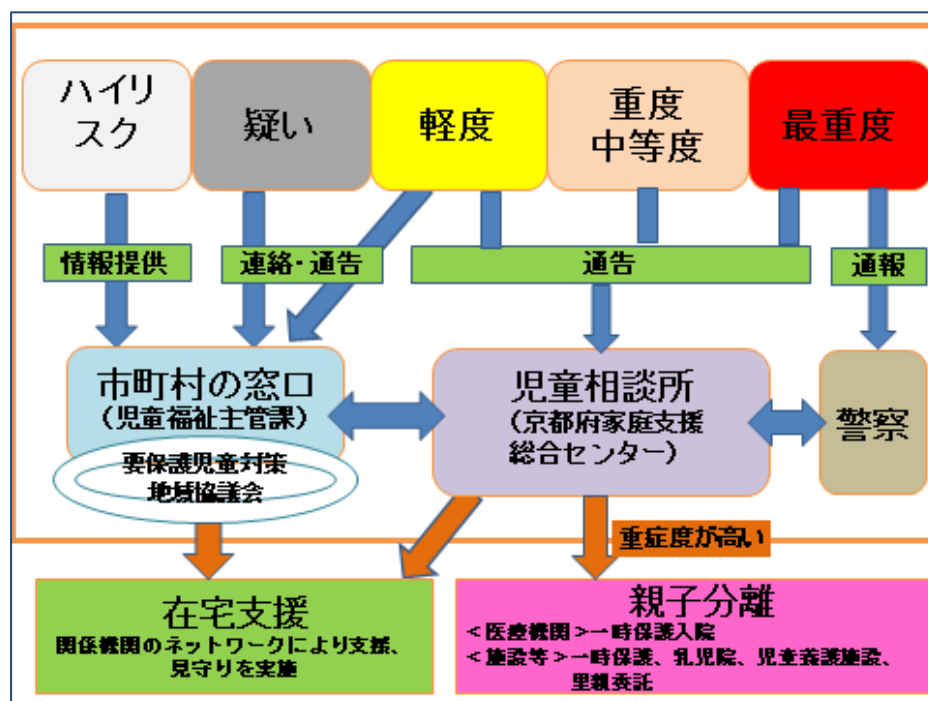 ハイリ
スク
疑い
軽度
重度
中等度
最重度
情報提供
連絡・通告
通告
通報
市町村の窓口
（児童福祉主管課）
要保護児童対策
地域協議会
児童相談所
（京都府家庭支援
総合センター）
警察
重症度が高い
在宅支援
関係機関のネットワークにより支援、
見守りを実施
親子分離
＜医療機関＞一時保護入院
＜施設等＞一時保護、乳児院、児童養護施設、
里親委託